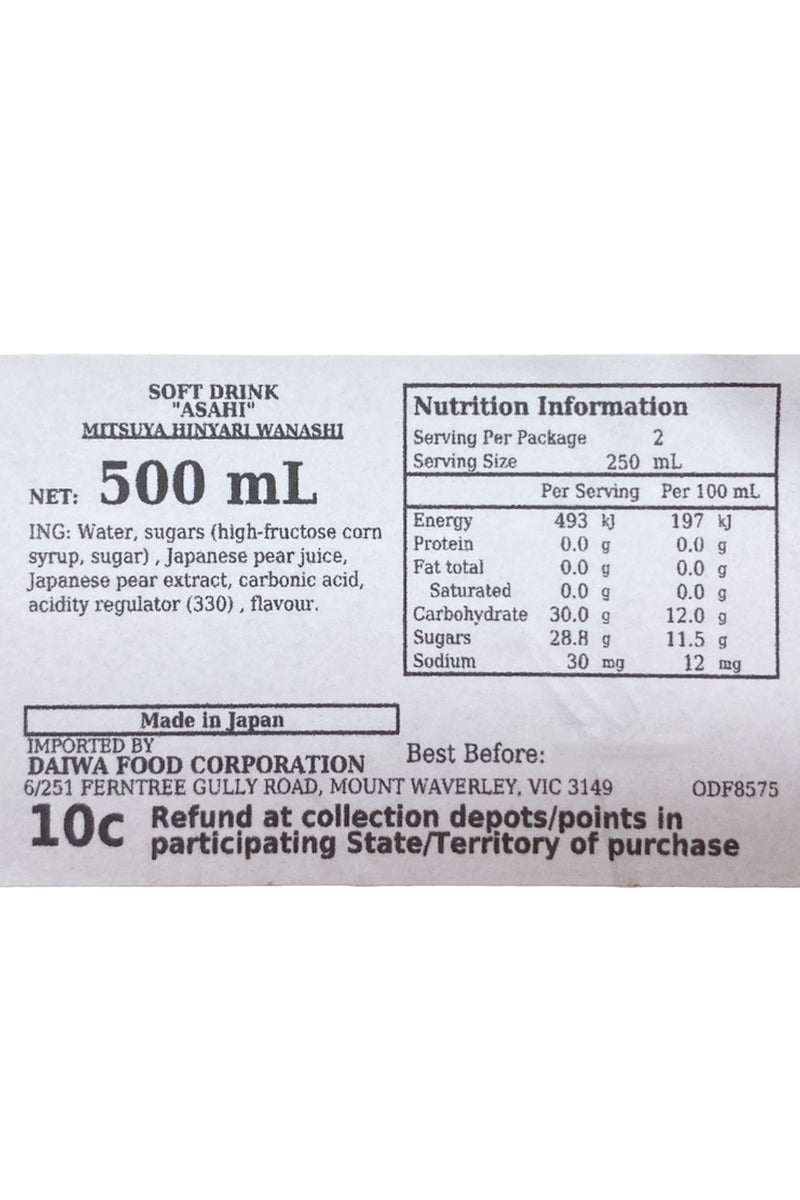 SOFT DRINK
"ASAHI"
MITSUYA HINYARI WANASHI
NET: 500 mL
ING: Water, sugars (high-fructose corn
syrup, sugar) , Japanese pear juice,
Japanese pear extract, carbonic acid,
acidity regulator (330) , flavour.
Nutrition Information
Serving Per Package 2
Serving Size 250 mL
Per Serving Per 100 mL
Energy 493 kJ 197 kJ
Protein 0.0 g 0.0 g
Fat total 0.0 g 0.0 g
Saturated 0.0 g 0.0 g
Carbohydrate 30.0 g 12.0 g
Sugars 28.8 g 11.5 g
Sodium 30 mg 12 mg
Made in Japan
IMPORTED BY
DAIWA FOOD CORPORATION
Best Before:
6/251 FERNTREE GULLY ROAD, MOUNT WAVERLEY, VIC 3149 ODF8575
10c Refund at collection depots/points in
participating State/Territory of purchase